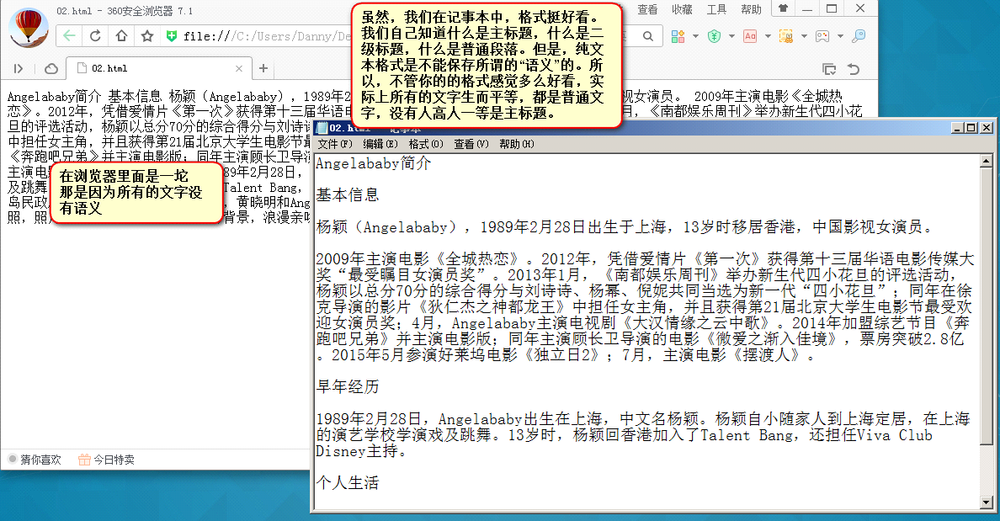 02.html - 360安全浏览器 7.1
查看 收藏 工具 帮助
file:///C:/Users/Danny/De
02.html
虽然，我们在记事本中，格式挺好看。
我们自己知道什么是主标题，什么是二
级标题，什么是普通段落。但是，纯文
本格式是不能保存所谓的“语义”的。所
以，不管你的的格式感觉多么好看，实
际上所有的文字生而平等，都是普通文
字，没有人高人一等是主标题。
Angelababy简介 基本信息 杨颖（Angelababy），1989年2
视女演员。 2009年主演电影《全城热
恋》。2012年，凭借爱情片《第一次》获得第十三届华语电
月，《南都娱乐周刊》举办新生代四小花
旦的评选活动，杨颖以总分70分的综合得分与刘诗诗
中担任女主角，并且获得第21届北京大学生电影节最
《奔跑吧兄弟》并主演电影版；同年主演顾长卫导演
主演电
89年2月28日，
及跳舞
Talent Bang，
岛民政
，黄晓明和Ang
照，照
背景，浪漫亲吻
在浏览器里面是一坨
那是因为所有的文字没
有语义
猜你喜欢 今日特卖
02.html - 记事本
文件(F) 编辑(E) 格式(O) 查看(V) 帮助(H)
Angelababy简介
基本信息
杨颖（Angelababy），1989年2月28日出生于上海，13岁时移居香港，中国影视女演员。
2009年主演电影《全城热恋》。2012年，凭借爱情片《第一次》获得第十三届华语电影传媒大
奖“最受瞩目女演员奖”。2013年1月，《南都娱乐周刊》举办新生代四小花旦的评选活动，
杨颖以总分70分的综合得分与刘诗诗、杨幂、倪妮共同当选为新一代“四小花旦”；同年在徐
克导演的影片《狄仁杰之神都龙王》中担任女主角，并且获得第21届北京大学生电影节最受欢
迎女演员奖；4月，Angelababy主演电视剧《大汉情缘之云中歌》。2014年加盟综艺节目《奔
跑吧兄弟》并主演电影版；同年主演顾长卫导演的电影《微爱之渐入佳境》，票房突破2.8亿
。2015年5月参演好莱坞电影《独立日2》；7月，主演电影《摆渡人》。
早年经历
1989年2月28日，Angelababy出生在上海，中文名杨颖。杨颖自小随家人到上海定居，在上海
的演艺学校学演戏及跳舞。13岁时，杨颖回香港加入了Talent Bang，还担任Viva Club
Disney主持。
个人生活